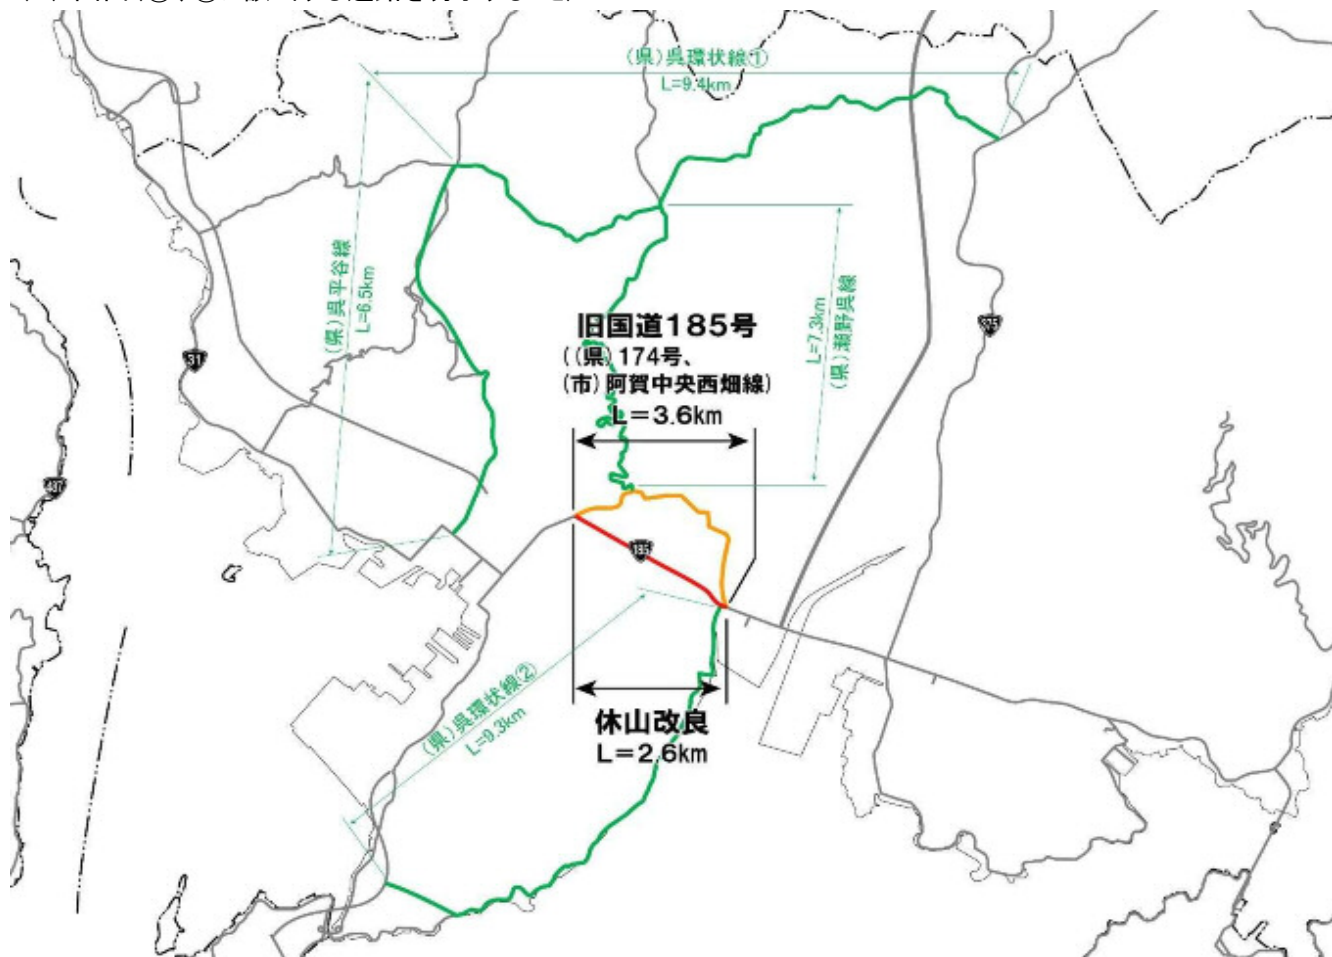 (県)呉環状線①
L=9.4km
(県)呉平谷線
L=6.5km
旧国道185号
((県)174号、
(市)阿賀中央西畑線)
L=3.6km
L=7.3km
(県)瀬野呉線
31
375
487
185
(県)呉環状線②
L=9.3km
休山改良
L=2.6km